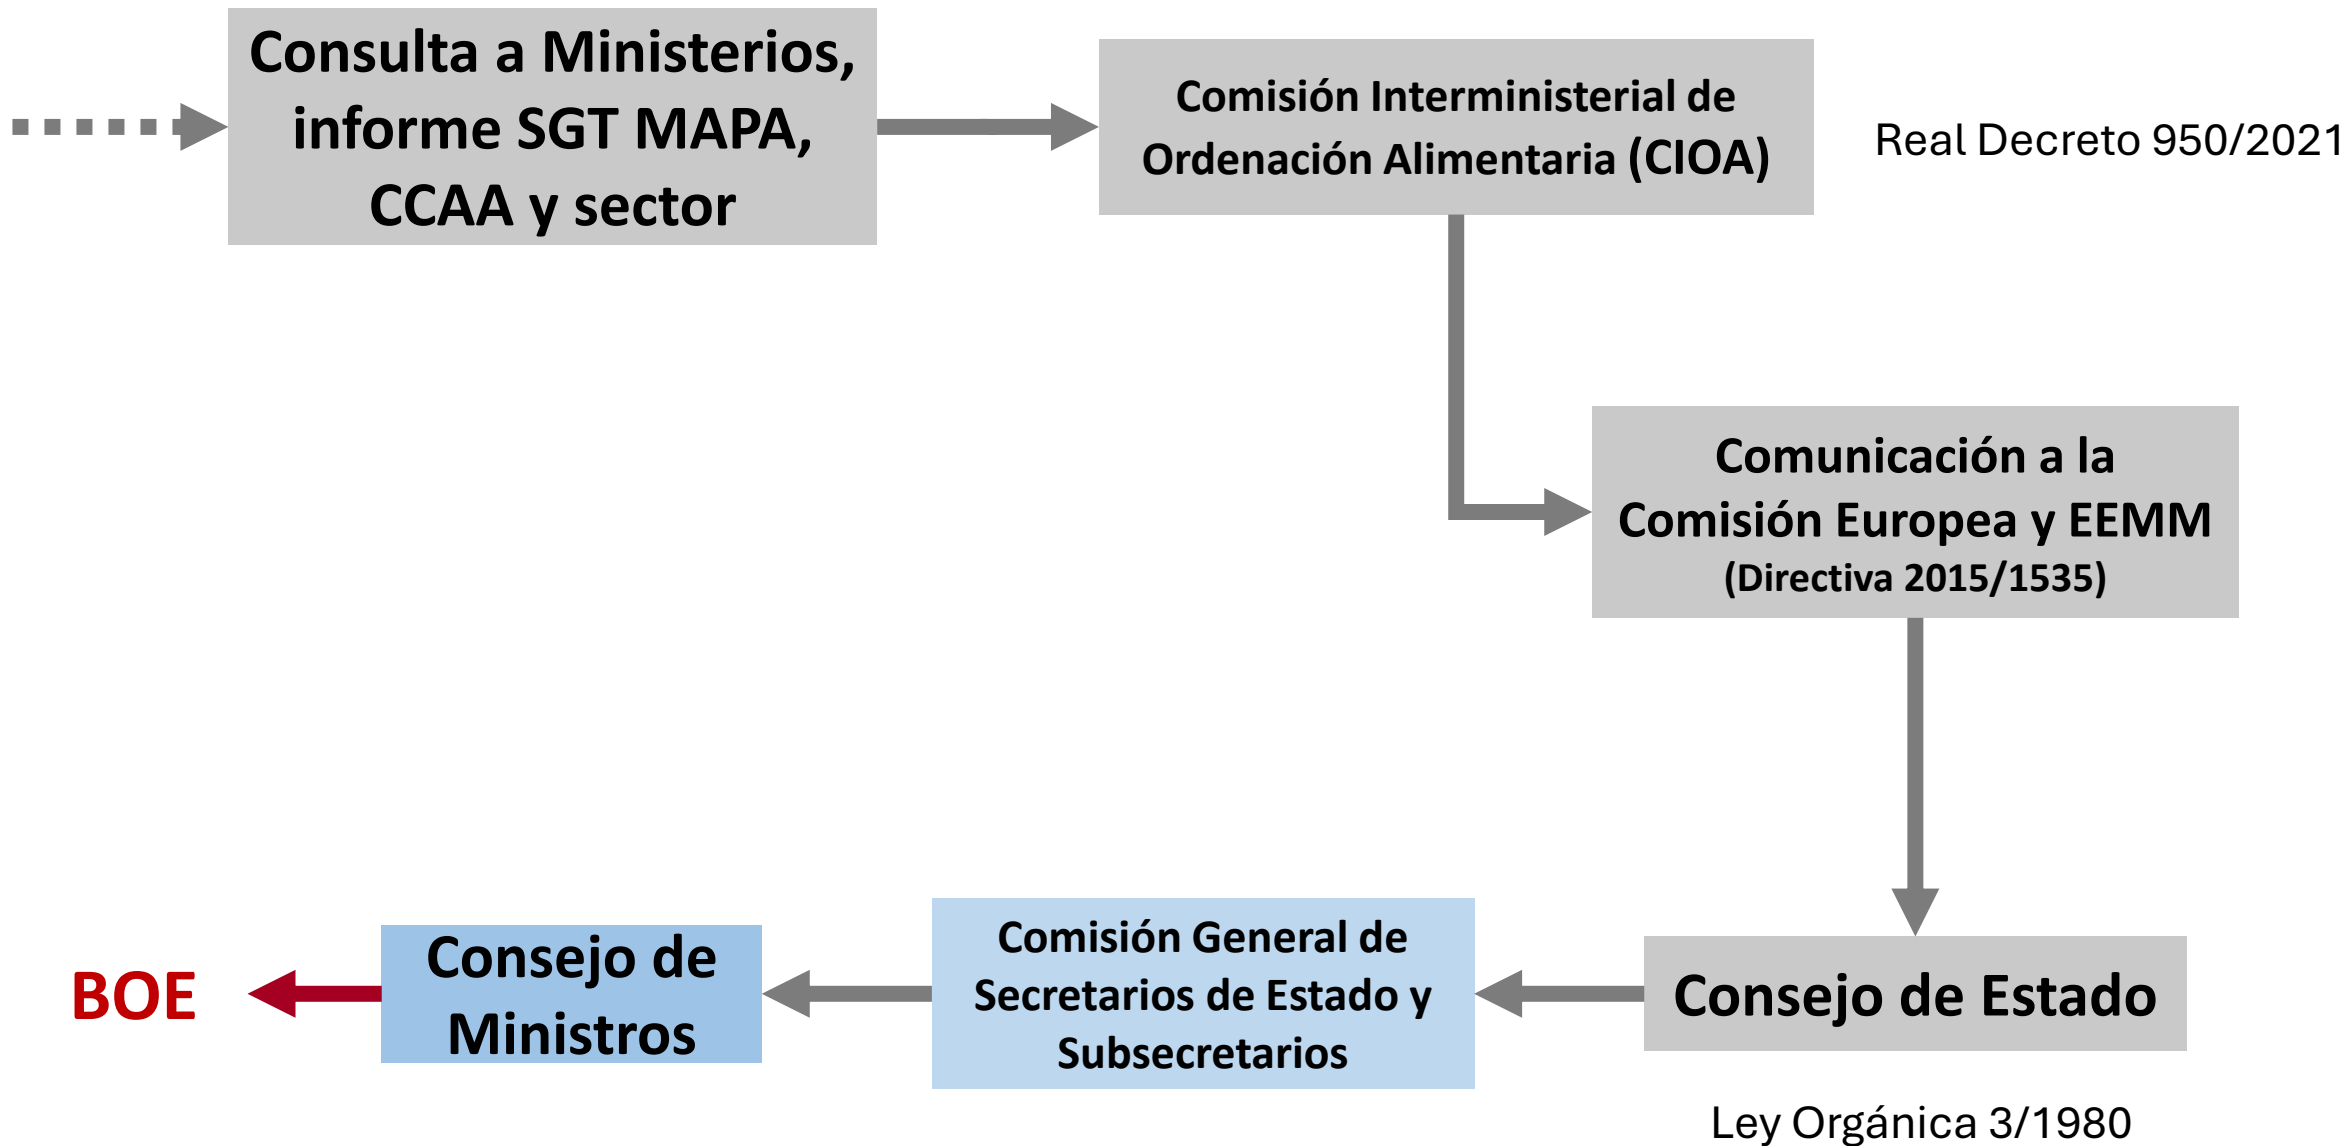 Consulta a Ministerios,
informe SGT MAPA,
CCAA y sector
Comisión Interministerial de
Ordenación Alimentaria (CIOA)
Real Decreto 950/2021
Comunicación a la
Comisión Europea y EEMM
(Directiva 2015/1535)
Consejo de Estado
Ley Orgánica 3/1980
Comisión General de
Secretarios de Estado y
Subsecretarios
Consejo de
Ministros
BOE